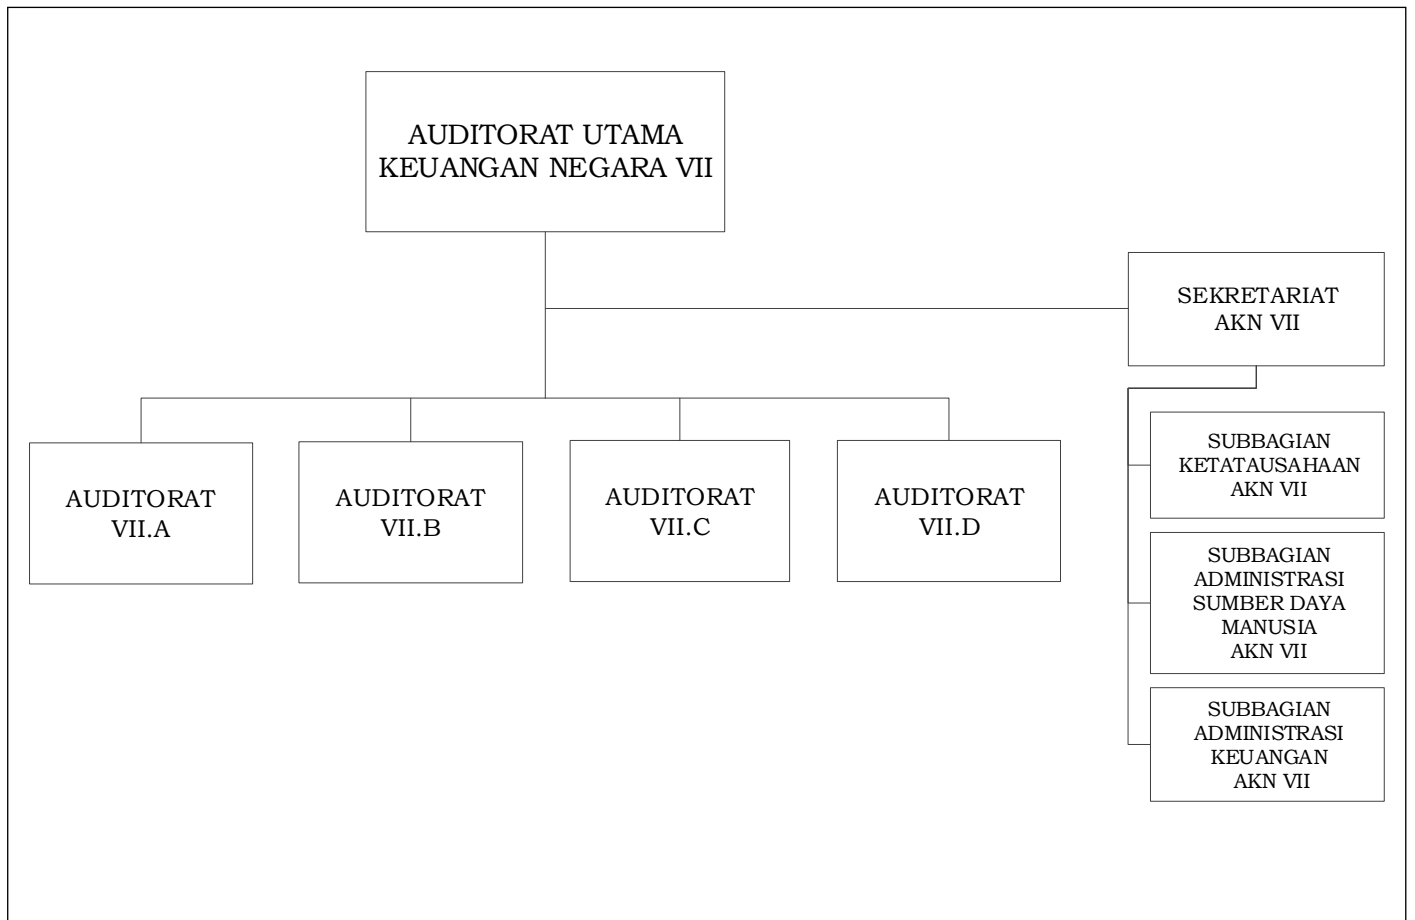 AUDITORAT UTAMA
KEUANGAN NEGARA VII
SEKRETARIAT
AKN VII
AUDITORAT
VII.A
AUDITORAT
VII.B
AUDITORAT
VII.C
AUDITORAT
VII.D
SUBBAGIAN
KETATAUSAHAAN
AKN VII
SUBBAGIAN
ADMINISTRASI
SUMBER DAYA
MANUSIA
AKN VII
SUBBAGIAN
ADMINISTRASI
KEUANGAN
AKN VII